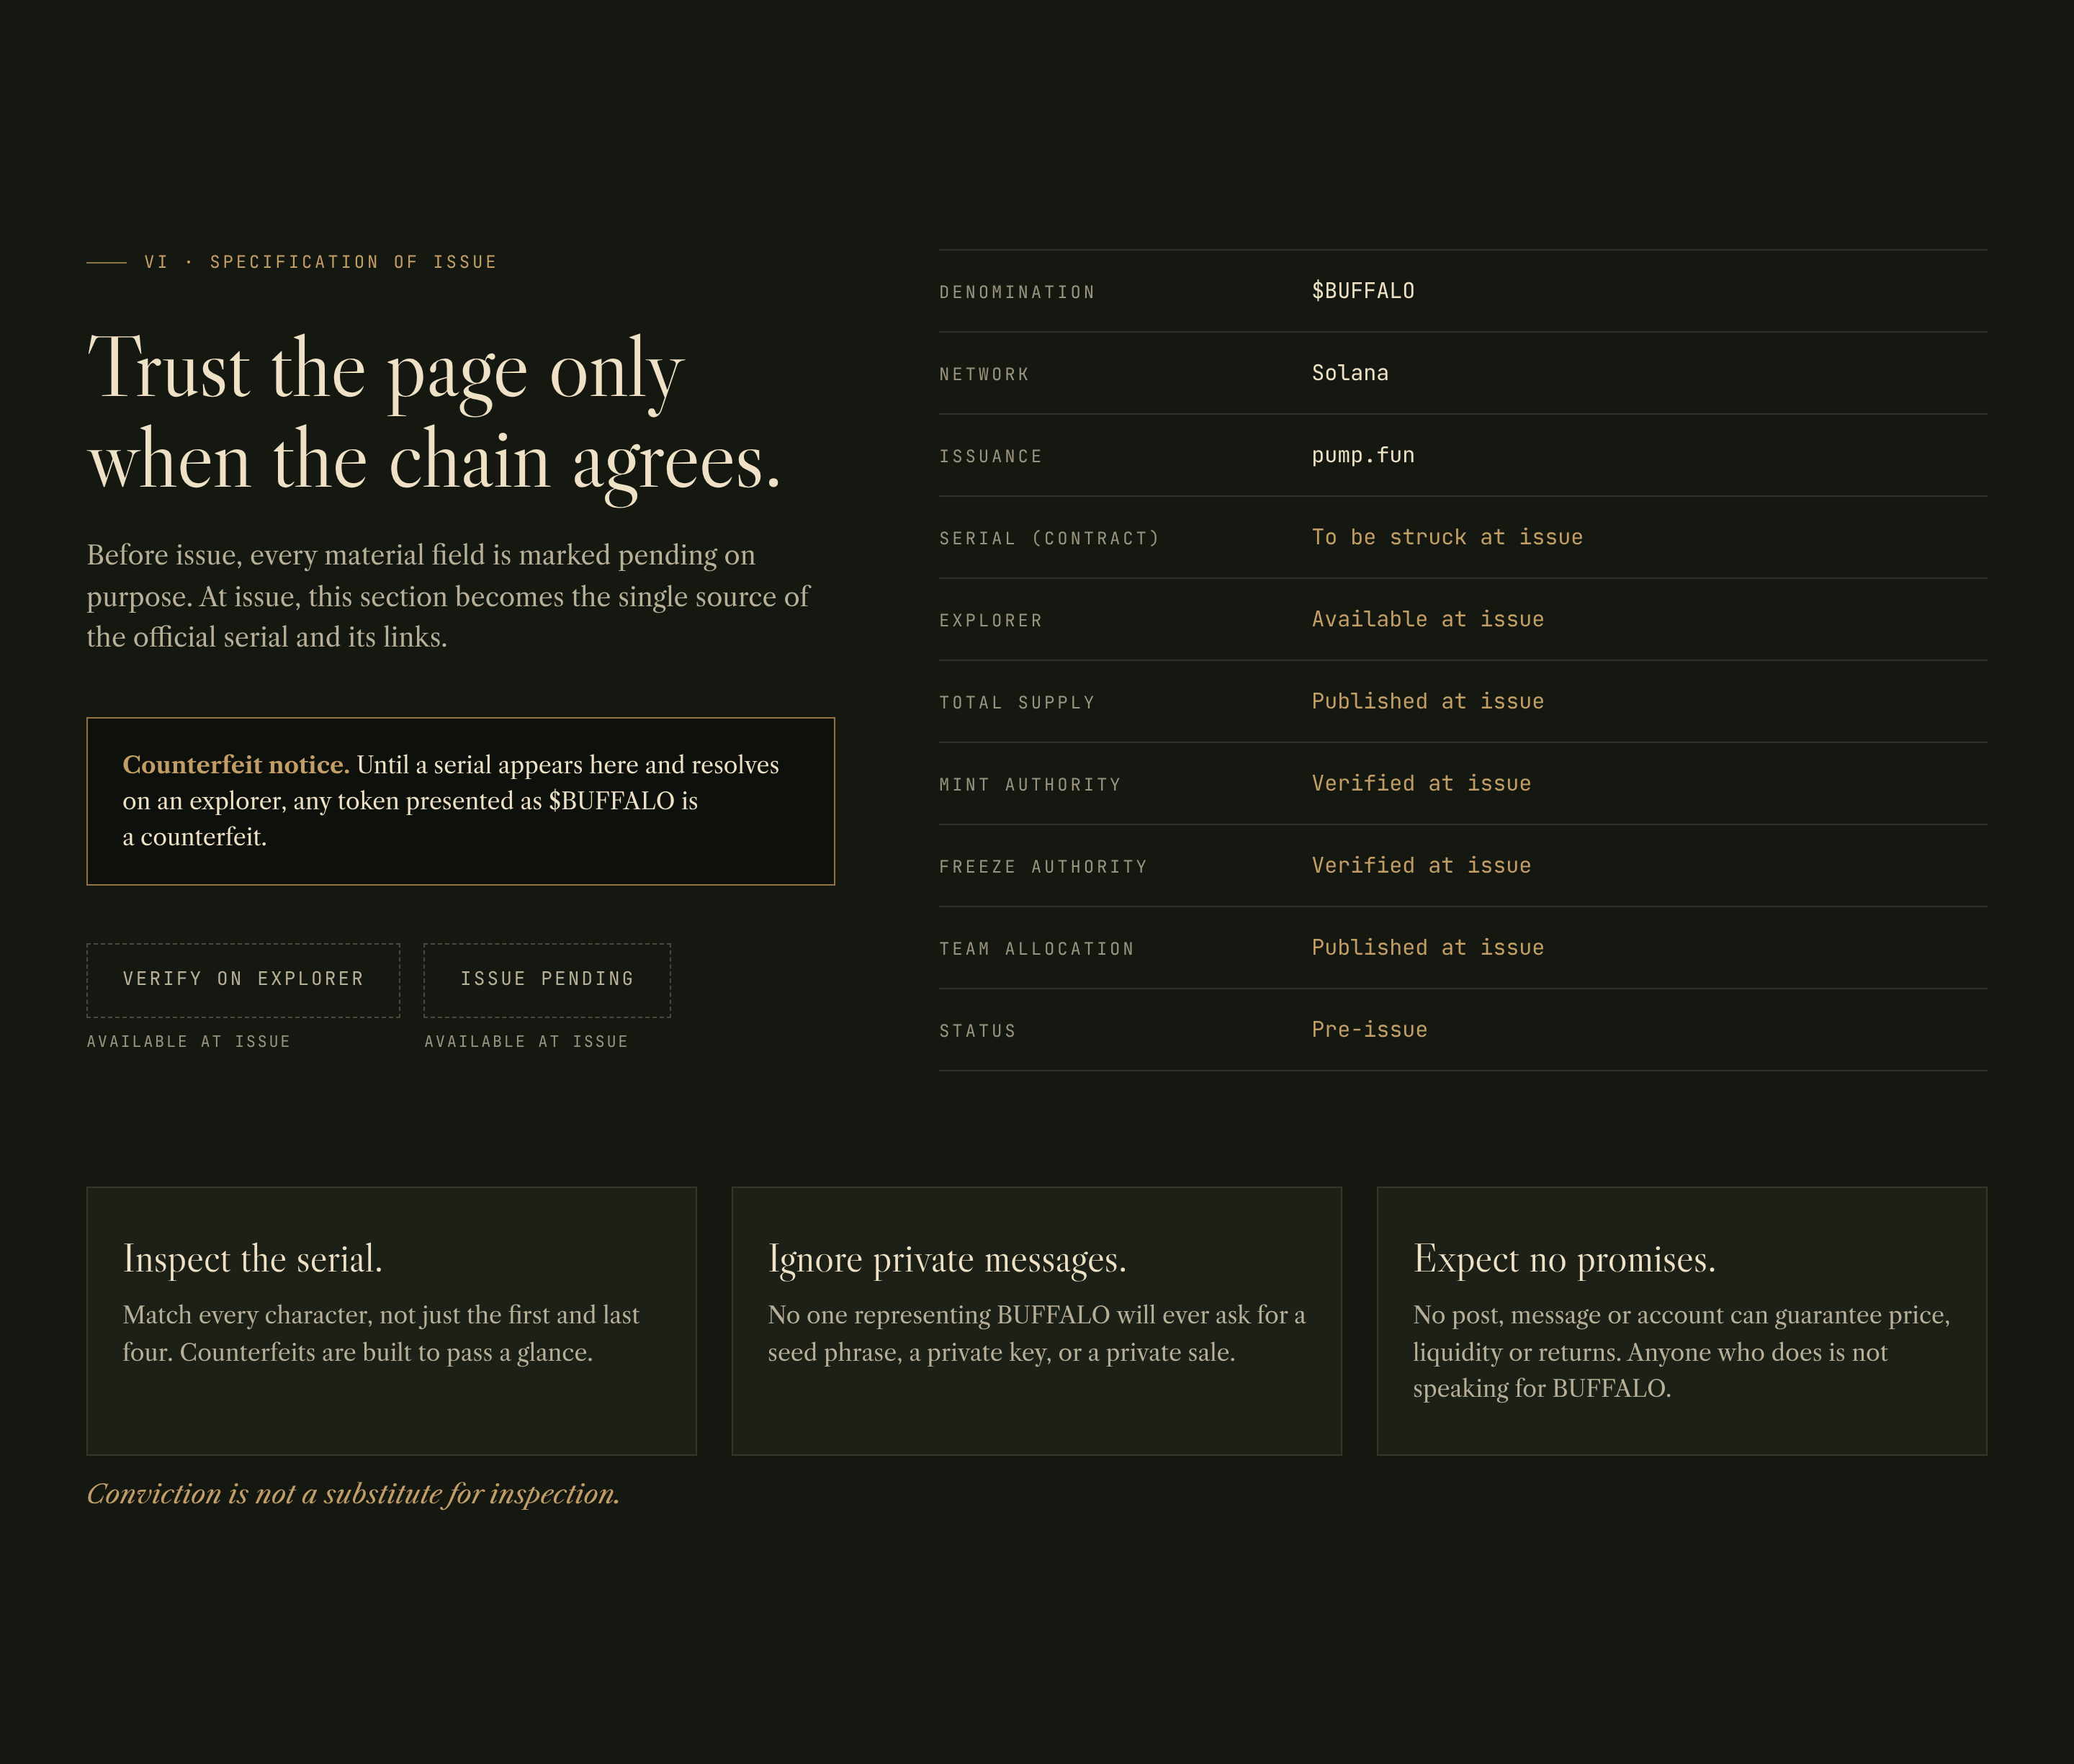 VI · SPECIFICATION OF ISSUE
Trust the page only
when the chain agrees.
Before issue, every material field is marked pending on
purpose. At issue, this section becomes the single source of
the official serial and its links.
Counterfeit notice. Until a serial appears here and resolves
on an explorer, any token presented as $BUFFALO is
a counterfeit.
VERIFY ON EXPLORER
AVAILABLE AT ISSUE
ISSUE PENDING
AVAILABLE AT ISSUE
DENOMINATION $BUFFALO
NETWORK Solana
ISSUANCE pump.fun
SERIAL (CONTRACT) To be struck at issue
EXPLORER Available at issue
TOTAL SUPPLY Published at issue
MINT AUTHORITY Verified at issue
FREEZE AUTHORITY Verified at issue
TEAM ALLOCATION Published at issue
STATUS Pre-issue
Inspect the serial.
Match every character, not just the first and last
four. Counterfeits are built to pass a glance.
Ignore private messages.
No one representing BUFFALO will ever ask for a
seed phrase, a private key, or a private sale.
Expect no promises.
No post, message or account can guarantee price,
liquidity or returns. Anyone who does is not
speaking for BUFFALO.
Conviction is not a substitute for inspection.